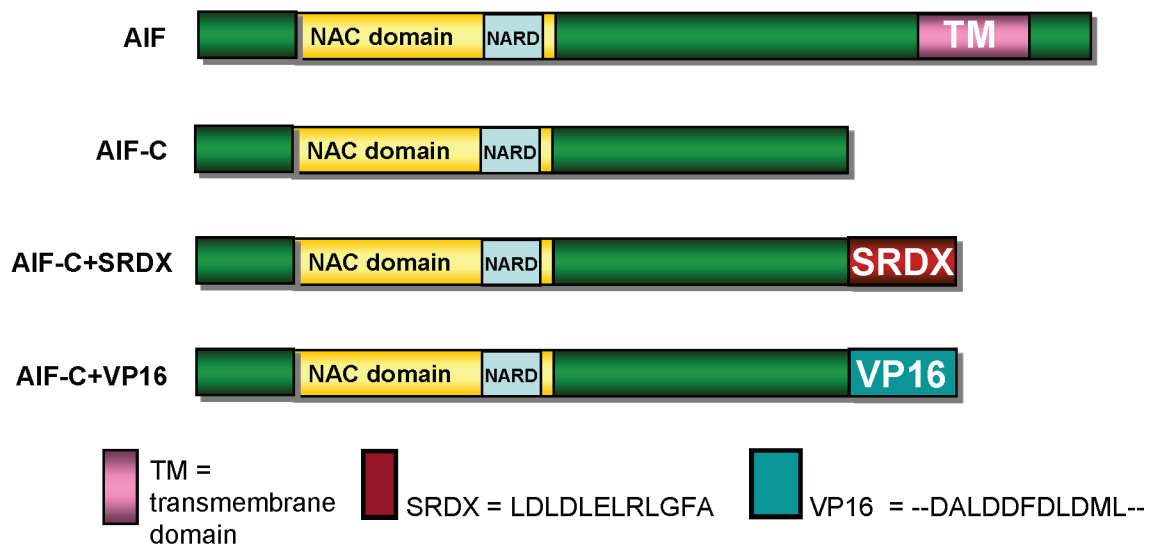 AIF NAC domain NARD TM
AIF-C NAC domain NARD
AIF-C+SRDX NAC domain NARD SRDX
AIF-C+VP16 NAC domain NARD VP16
TM =
transmembrane
domain
SRDX = LDLDLELRLGFA
VP16 = --DALDDFDLDML--